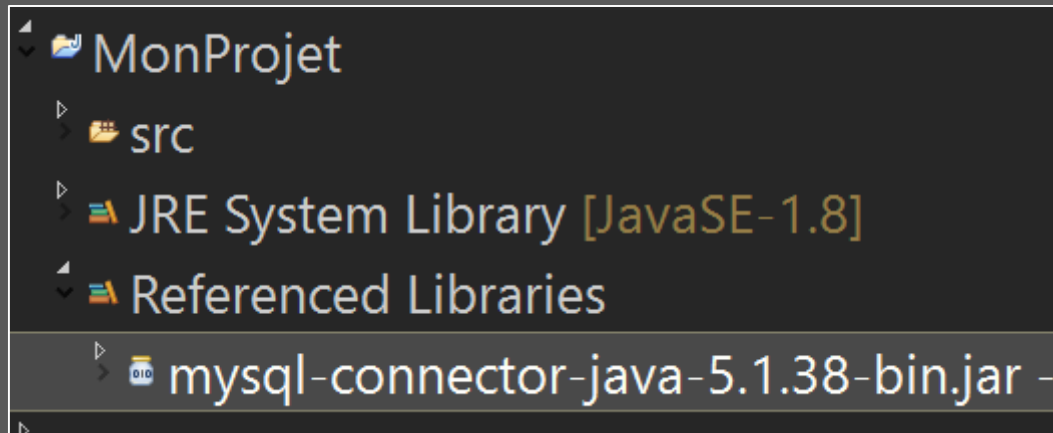 MonProjet
src
JRE System Library [JavaSE-1.8]
Referenced Libraries
mysql-connector-java-5.1.38-bin.jar -